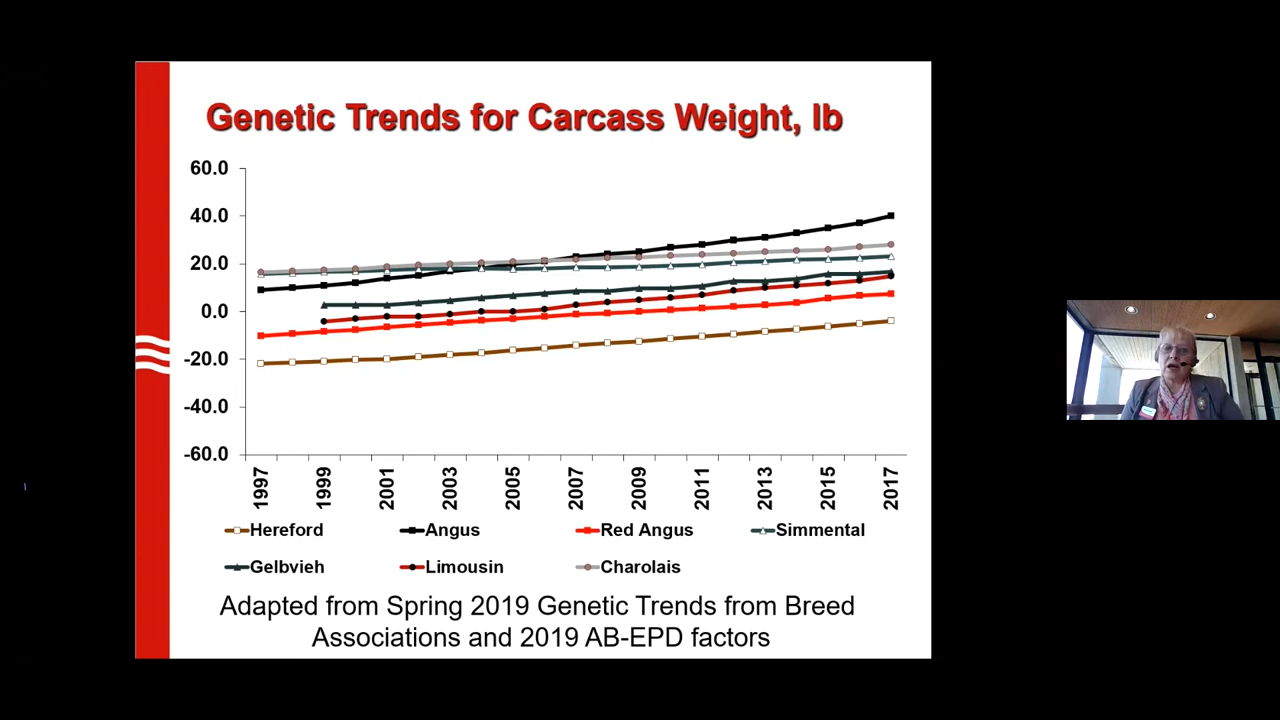 Genetic Trends for Carcass Weight, lb
60.0
40.0
20.0
0.0
-20.0
-40.0
-60.0
1997 1999 2001 2003 2005 2007 2009 2011 2013 2015 2017
Hereford Angus Red Angus Simmental
Gelbvieh Limousin Charolais
Adapted from Spring 2019 Genetic Trends from Breed
Associations and 2019 AB-EPD factors